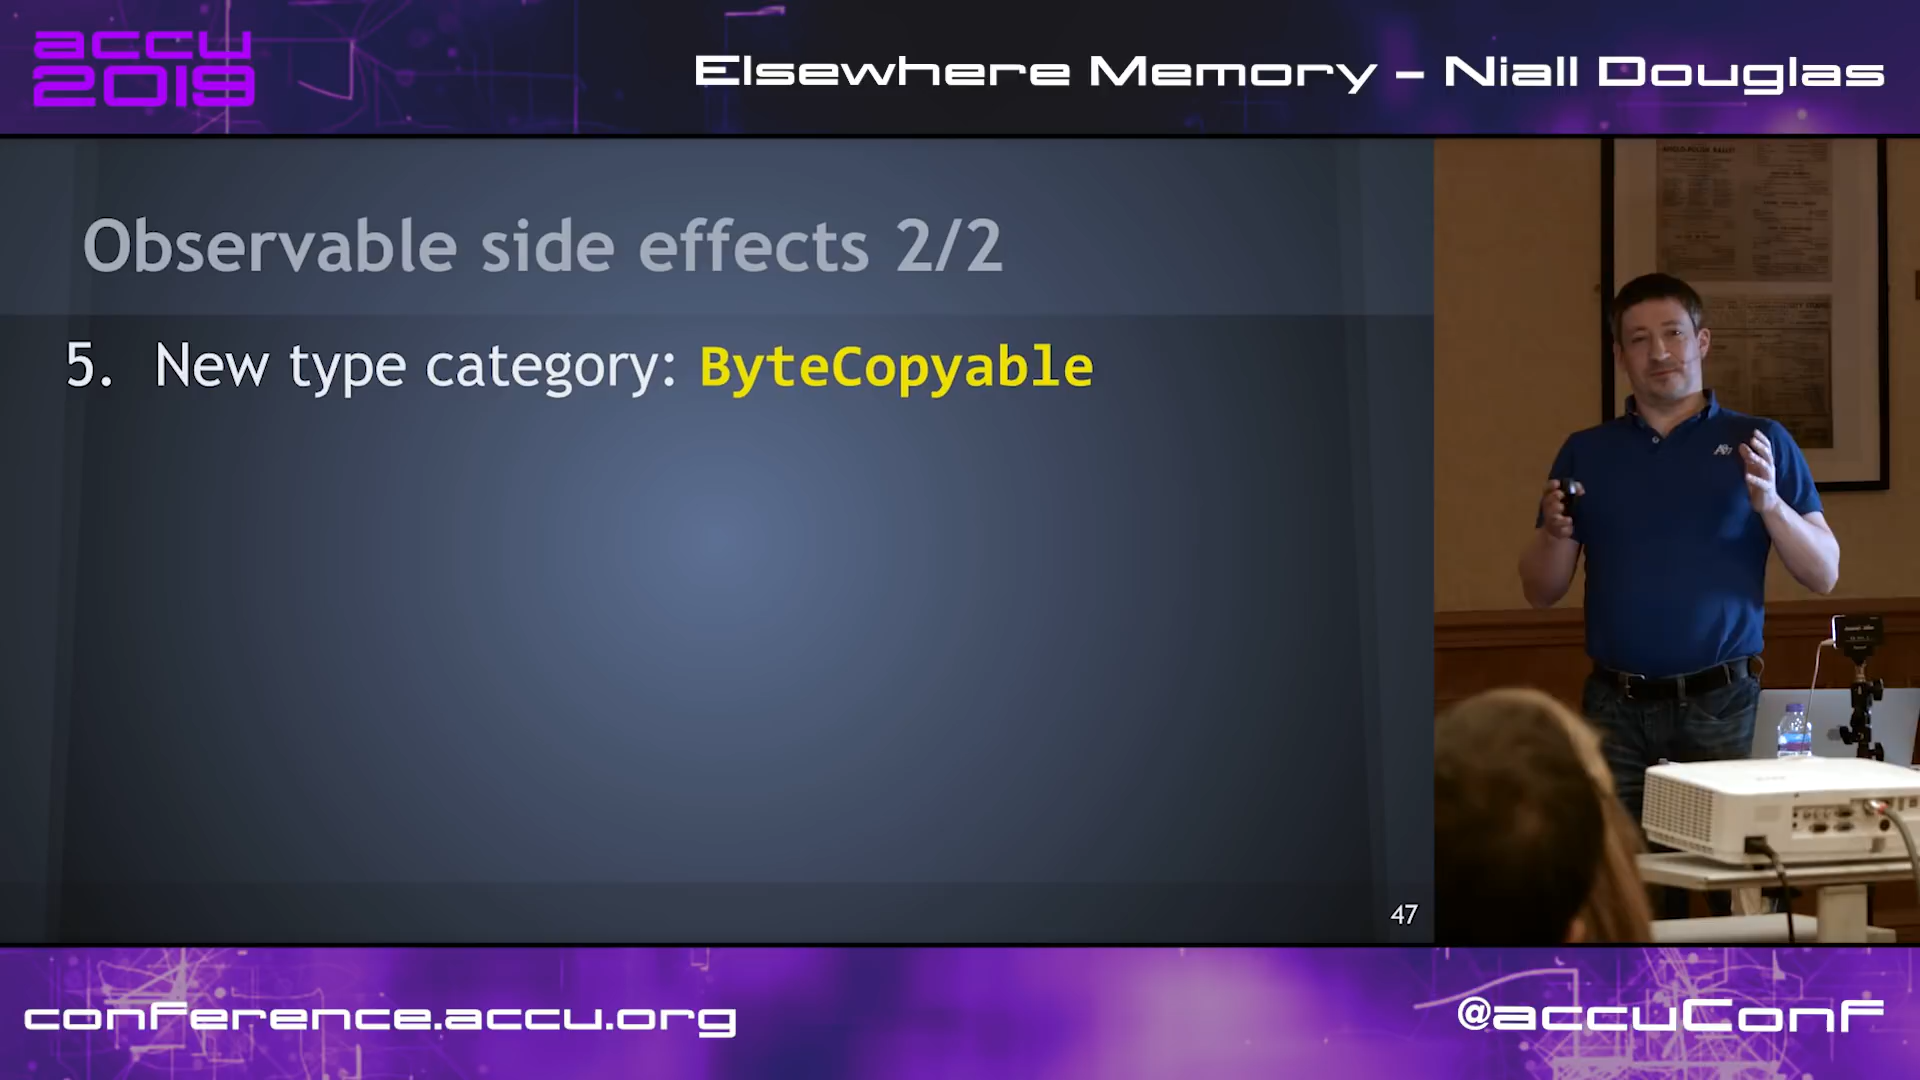 accu
2019
Elsewhere Memory – Niall Douglas
Observable side effects 2/2
5. New type category: ByteCopyable
47
conference.accu.org
@accuConf